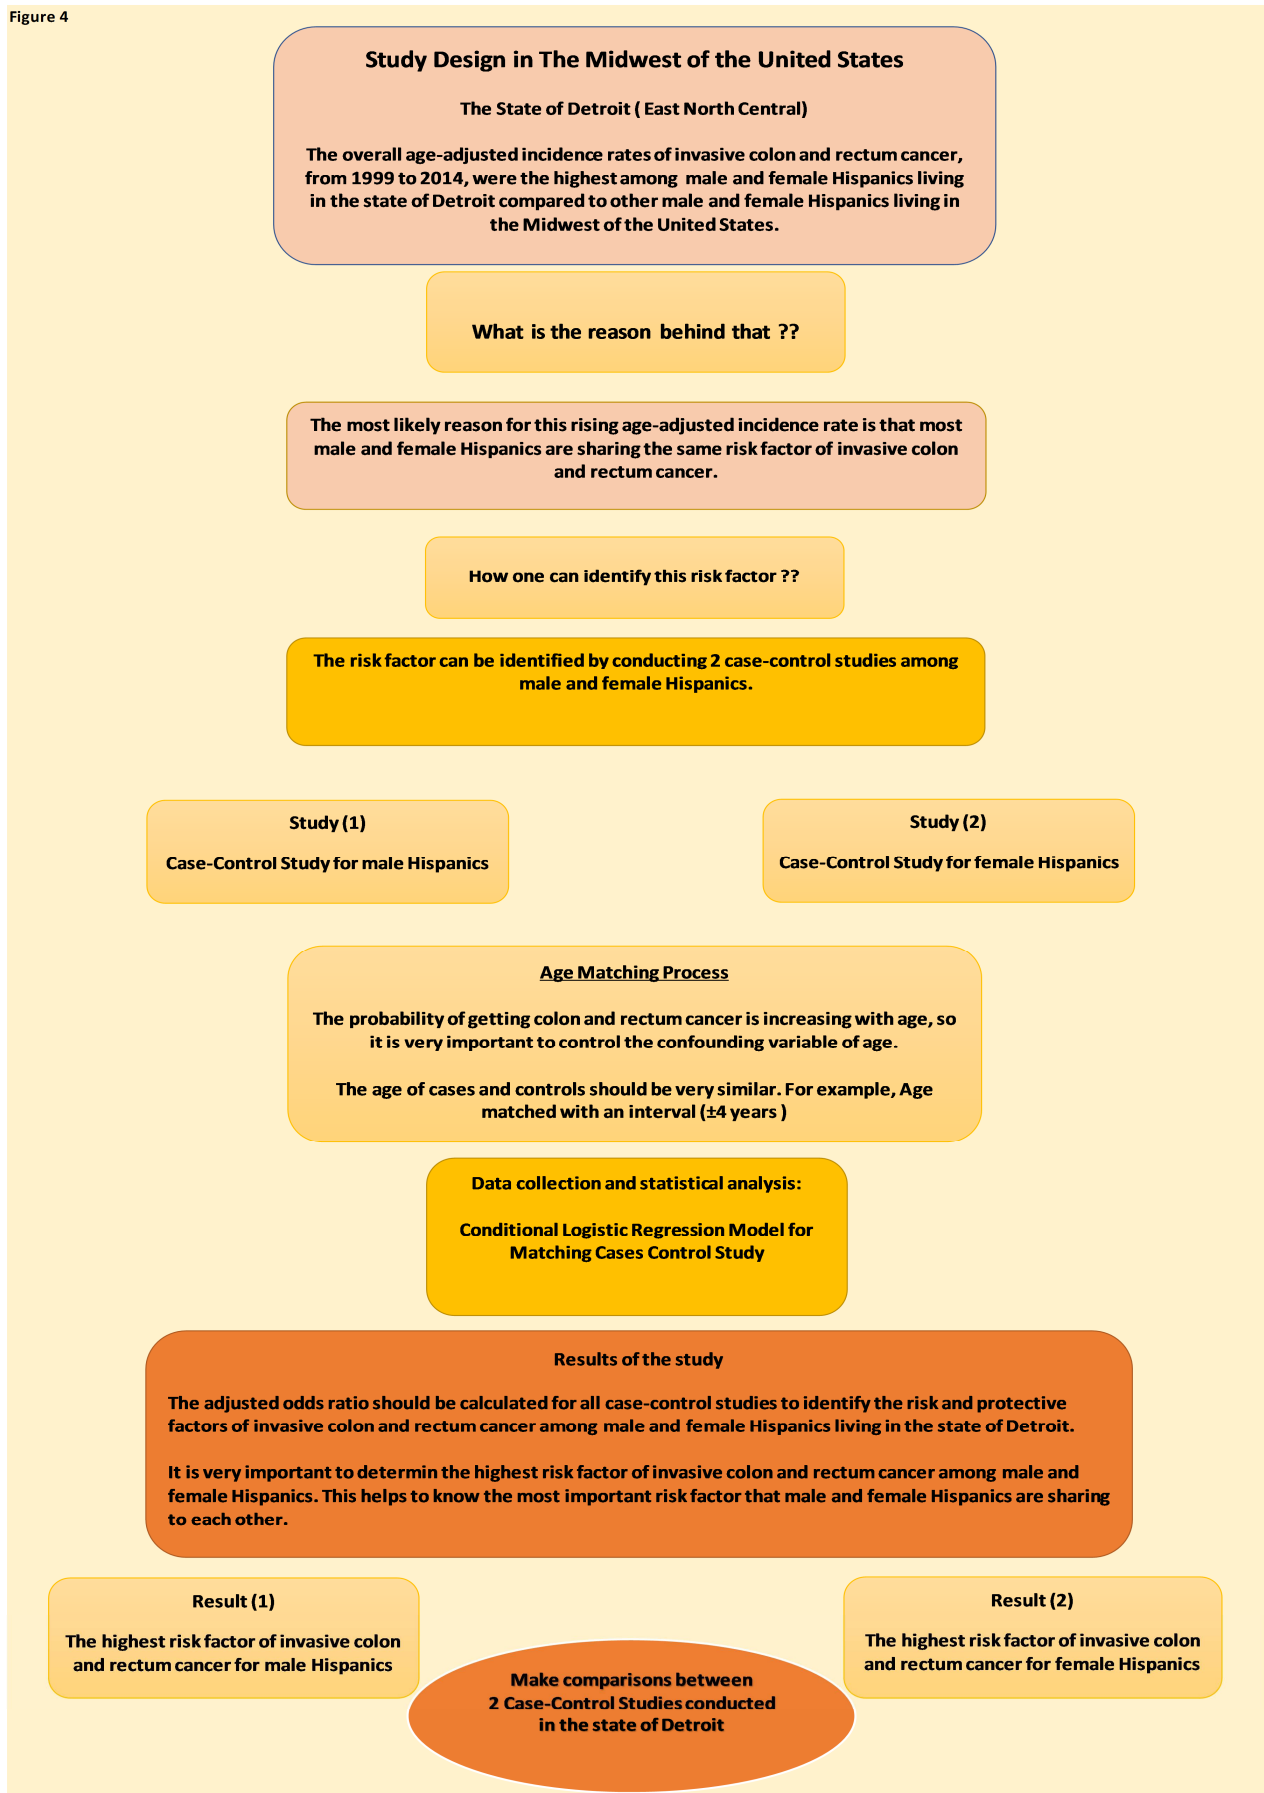 Figure 4
Study Design in The Midwest of the United States
The State of Detroit ( East North Central)
The overall age-adjusted incidence rates of invasive colon and rectum cancer,
from 1999 to 2014, were the highest among male and female Hispanics living
in the state of Detroit compared to other male and female Hispanics living in
the Midwest of the United States.
What is the reason behind that ??
The most likely reason for this rising age-adjusted incidence rate is that most
male and female Hispanics are sharing the same risk factor of invasive colon
and rectum cancer.
How one can identify this risk factor ??
The risk factor can be identified by conducting 2 case-control studies among
male and female Hispanics.
Study (1)
Case-Control Study for male Hispanics
Study (2)
Case-Control Study for female Hispanics
Age Matching Process
The probability of getting colon and rectum cancer is increasing with age, so
it is very important to control the confounding variable of age.
The age of cases and controls should be very similar. For example, Age
matched with an interval (±4 years )
Data collection and statistical analysis:
Conditional Logistic Regression Model for
Matching Cases Control Study
Results of the study
The adjusted odds ratio should be calculated for all case-control studies to identify the risk and protective
factors of invasive colon and rectum cancer among male and female Hispanics living in the state of Detroit.
It is very important to determin the highest risk factor of invasive colon and rectum cancer among male and
female Hispanics. This helps to know the most important risk factor that male and female Hispanics are sharing
to each other.
Result (1)
The highest risk factor of invasive colon
and rectum cancer for male Hispanics
Result (2)
The highest risk factor of invasive colon
and rectum cancer for female Hispanics
Make comparisons between
2 Case-Control Studies conducted
in the state of Detroit